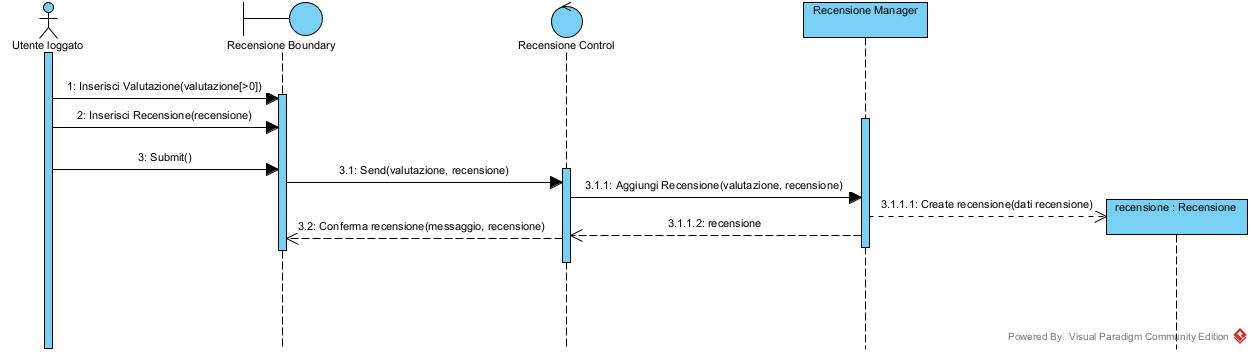 Utente loggato
Recensione Boundary
Recensione Control
Recensione Manager
1: Inserisci Valutazione(valutazione[>0])
2: Inserisci Recensione(recensione)
3: Submit()
3.1: Send(valutazione, recensione)
3.1.1: Aggiungi Recensione(valutazione, recensione)
3.1.1.1: Create recensione(dati recensione)
recensione : Recensione
3.1.1.2: recensione
3.2: Conferma recensione(messaggio, recensione)
Powered By Visual Paradigm Community Edition